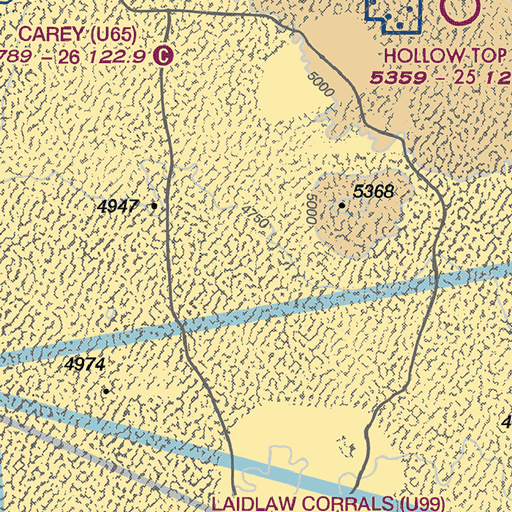 CAREY (U65)
789 - 26 122.9 C
HOLLOW-TOP
5359 - 25 12
5000
5368
4947
4750
5000
4974
4
LAIDLAW CORRALS (U99)